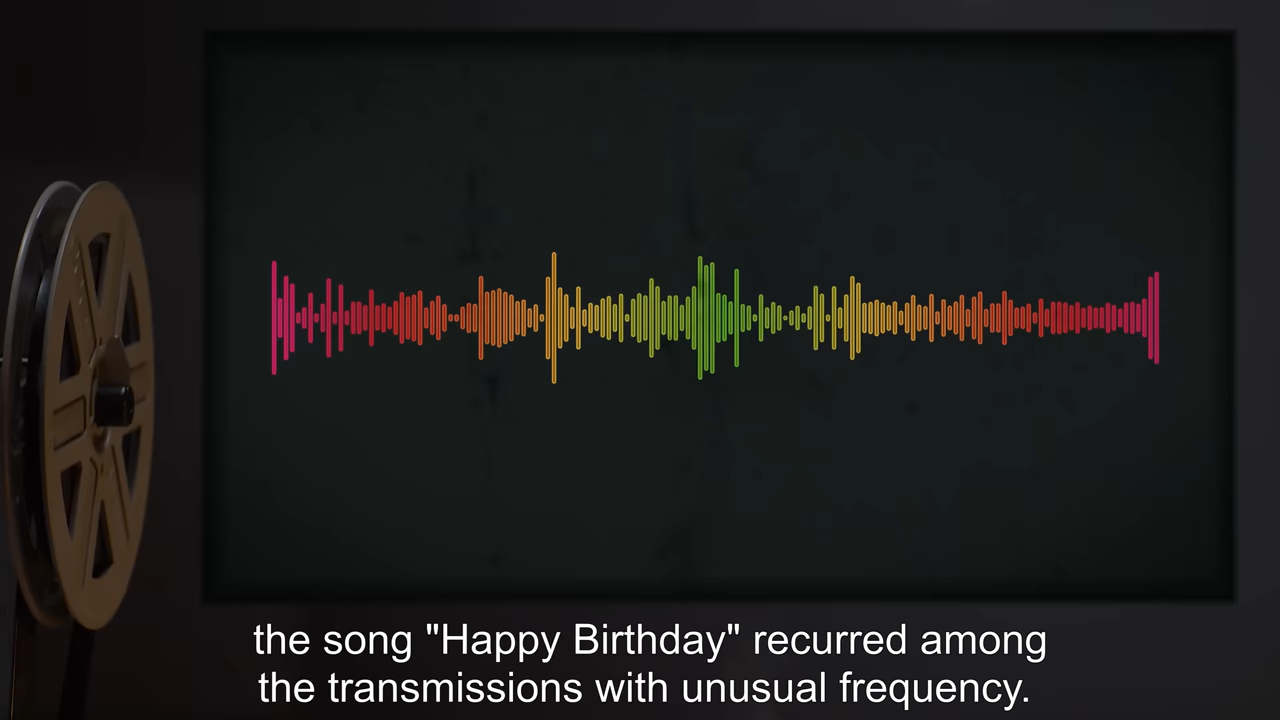 the song "Happy Birthday" recurred among
the transmissions with unusual frequency.